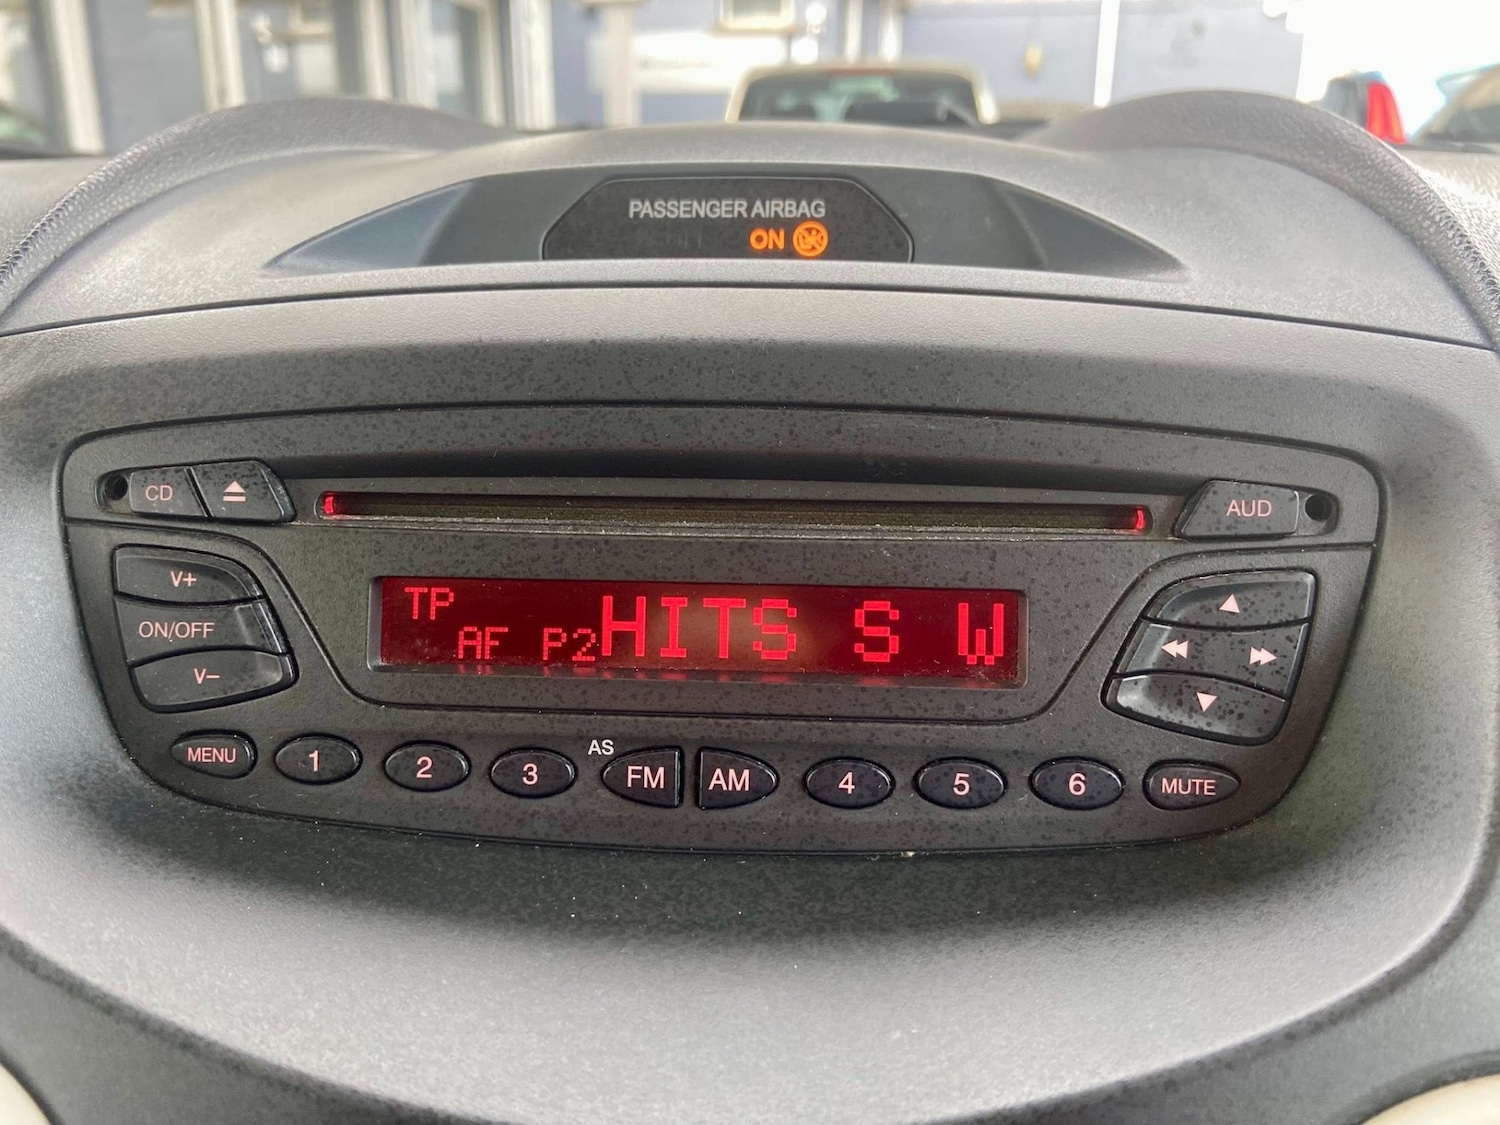 PASSENGER AIRBAG
ON
CD
AUD
V+
ON/OFF
V-
TP
AF P2 HITS S W
MENU
1
2
3
AS
FM
AM
4
5
6
MUTE